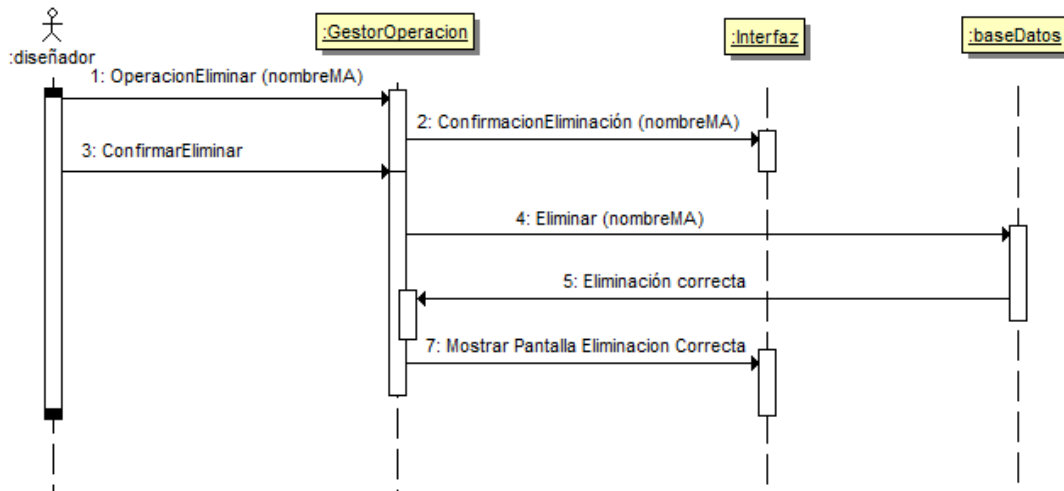 :diseñador
:GestorOperacion
:Interfaz
:baseDatos
1: OperacionEliminar (nombreMA)
2: ConfirmacionEliminación (nombreMA)
3: ConfirmarEliminar
4: Eliminar (nombreMA)
5: Eliminación correcta
7: Mostrar Pantalla Eliminacion Correcta